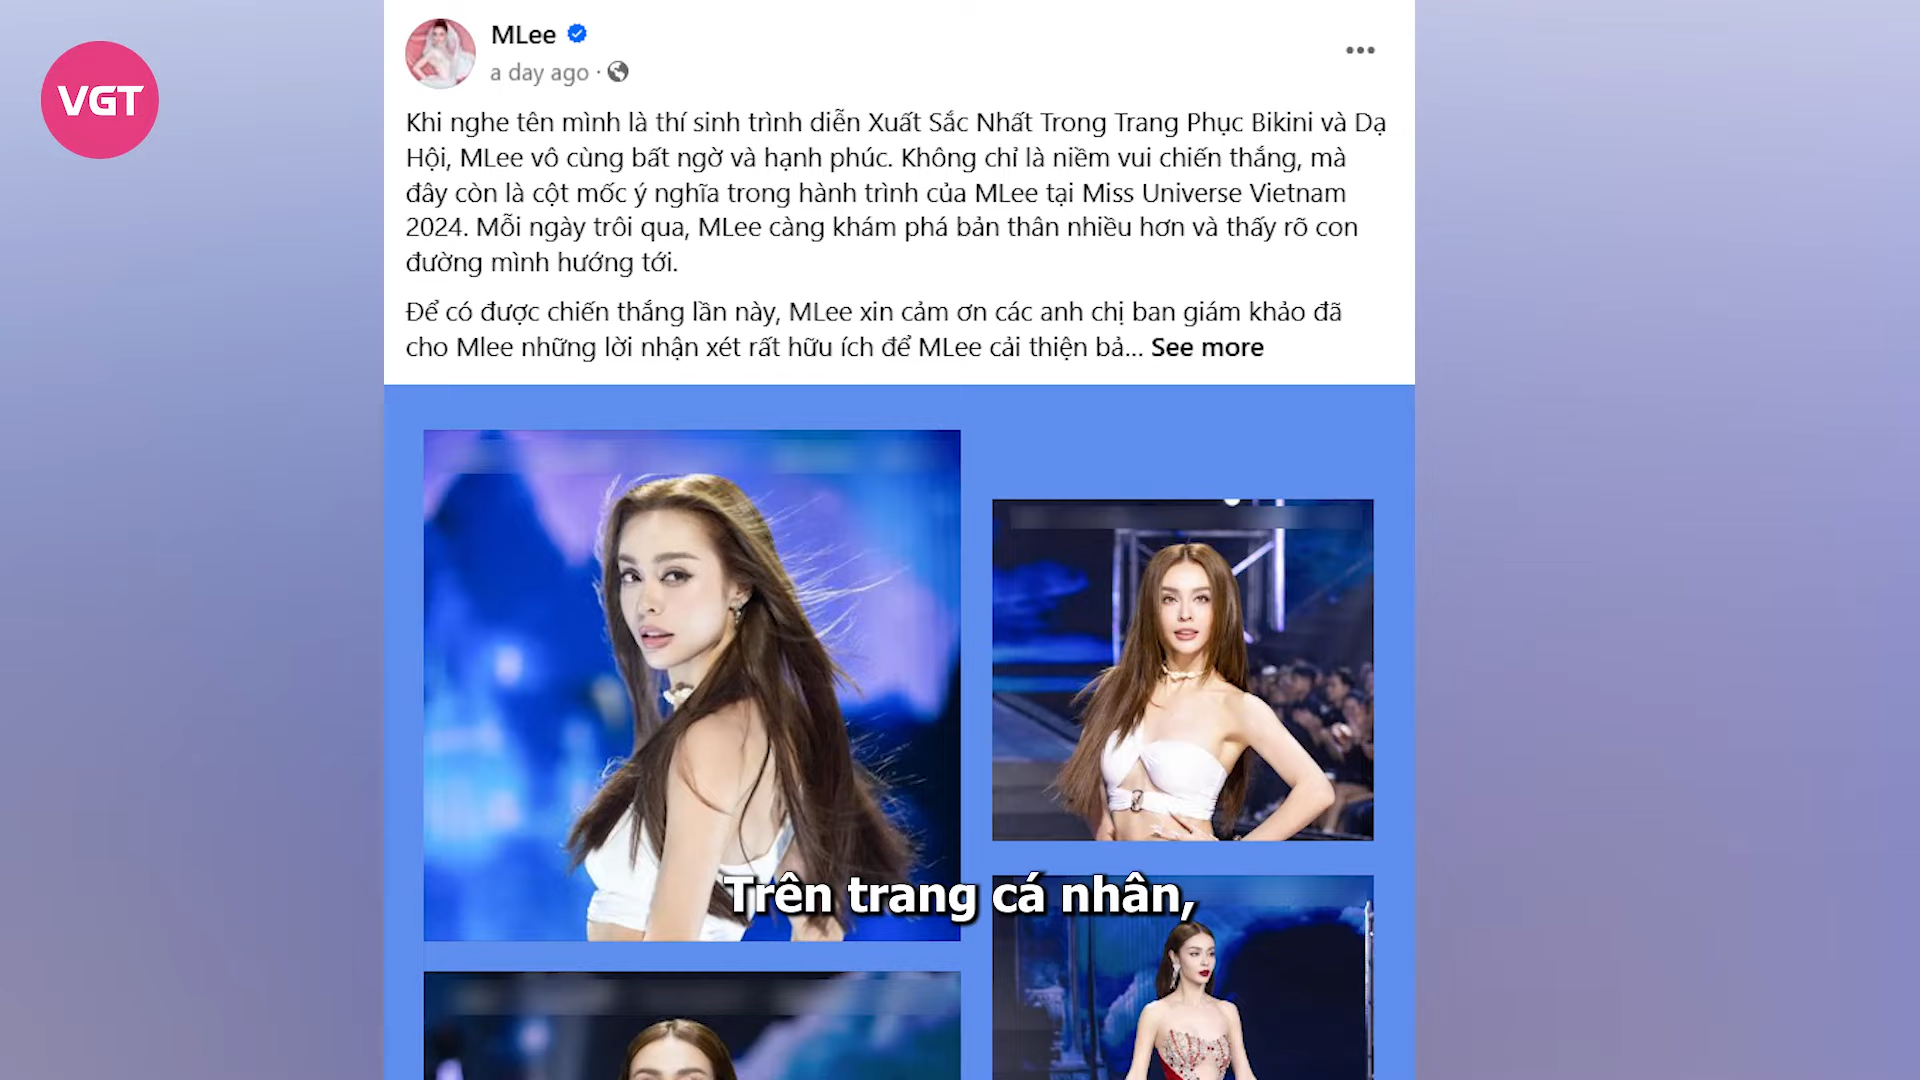 VGT
MLee
a day ago ·
Khi nghe tên mình là thí sinh trình diễn Xuất Sắc Nhất Trong Trang Phục Bikini và Dạ
Hội, MLee vô cùng bất ngờ và hạnh phúc. Không chỉ là niềm vui chiến thắng, mà
đây còn là cột mốc ý nghĩa trong hành trình của MLee tại Miss Universe Vietnam
2024. Mỗi ngày trôi qua, MLee càng khám phá bản thân nhiều hơn và thấy rõ con
đường mình hướng tới.
Để có được chiến thắng lần này, MLee xin cảm ơn các anh chị ban giám khảo đã
cho Mlee những lời nhận xét rất hữu ích để MLee cải thiện bả... See more
Trên trang cá nhân,